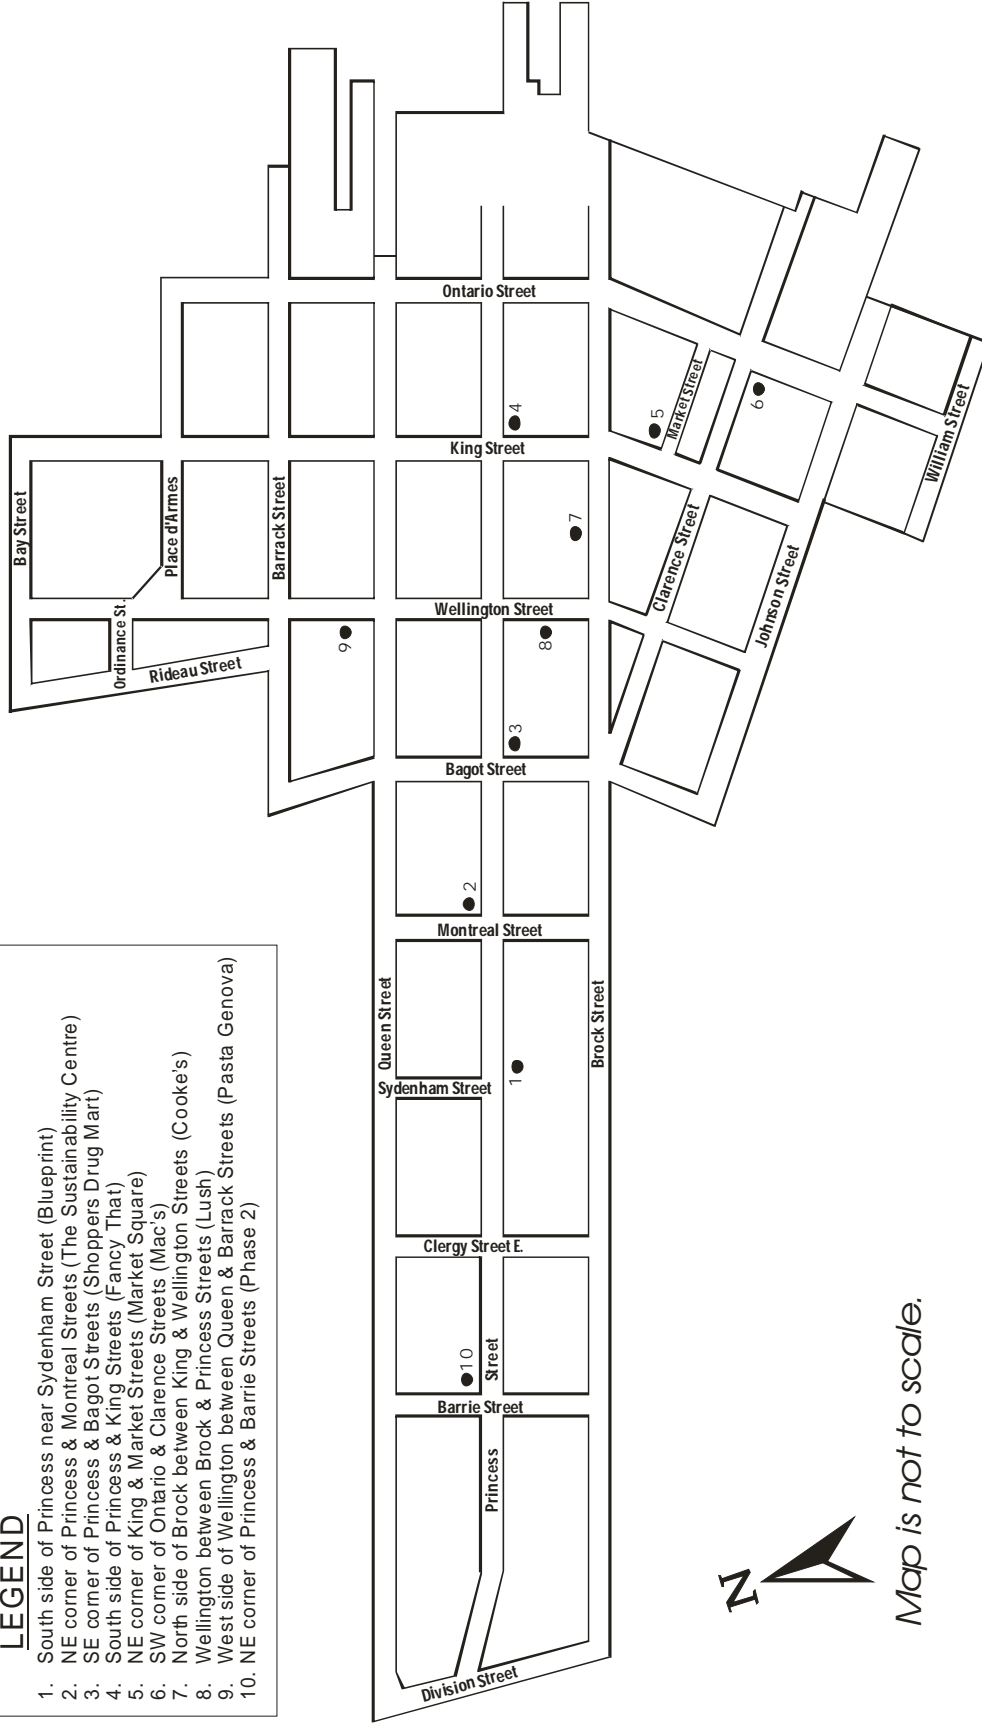 LEGEND
1. South side of Princess near Sydenham Street (Blueprint)
2. NE corner of Princess & Montreal Streets (The Sustainability Centre)
3. SE corner of Princess & Bagot Streets (Shoppers Drug Mart)
4. South side of Princess & King Streets (Fancy That)
5. NE corner of King & Market Streets (Market Square)
6. SW corner of Ontario & Clarence Streets (Mac's)
7. North side of Brock between King & Wellington Streets (Cooke's)
8. Wellington between Brock & Princess Streets (Lush)
9. West side of Wellington between Queen & Barrack Streets (Pasta Genova)
10. NE corner of Princess & Barrie Streets (Phase 2)
Bay Street
Place d'Armes
Barrack Street
Ordinance St.
Rideau Street
Ontario Street
King Street
Wellington Street
Bagot Street
Montreal Street
Queen Street
Sydenham Street
Brock Street
Clergy Street E.
Street
Barrie Street
Princess
Division Street
Market Street
Clarence Street
Johnson Street
William Street
4
5
6
7
9
8
3
2
1
10
N
Map is not to scale.